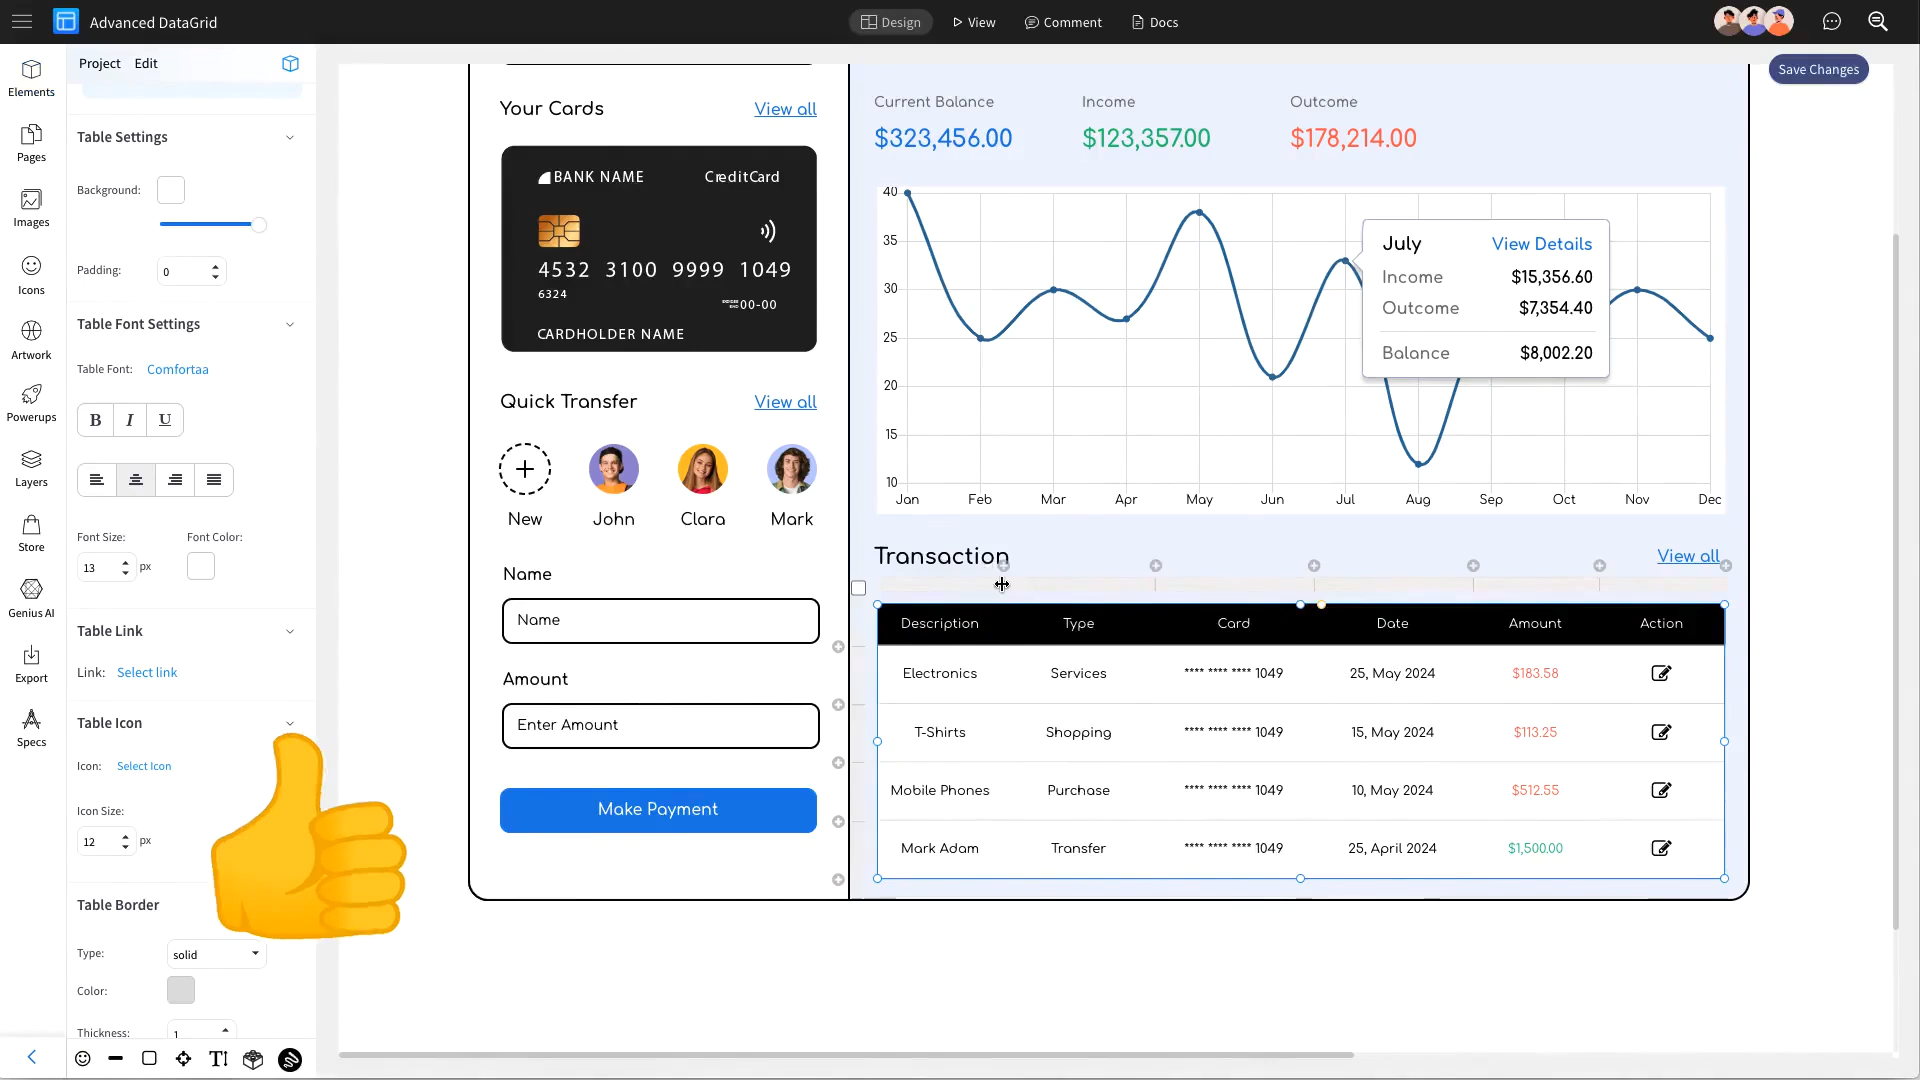 Advanced DataGrid
Design
View
Comment
Docs
Save Changes
Elements
Pages
Images
Icons
Artwork
Powerups
Layers
Store
Genius AI
Export
Specs
Project Edit
Table Settings
Background:
Padding: 0
Table Font Settings
Table Font: Comfortaa
B I U
Font Size: Font Color:
13 px
Table Link
Link: Select link
Table Icon
Icon: Select Icon
Icon Size:
12 px
Table Border
Type: solid
Color:
Thickness: 1
Your Cards View all
BANK NAME CreditCard
4532 3100 9999 1049
6324 00-00
CARDHOLDER NAME
Quick Transfer View all
New John Clara Mark
Name
Name
Amount
Enter Amount
Make Payment
Current Balance Income Outcome
$323,456.00 $123,357.00 $178,214.00
40
35
30
25
20
15
10
Jan Feb Mar Apr May Jun Jul Aug Sep Oct Nov Dec
July View Details
Income $15,356.60
Outcome $7,354.40
Balance $8,002.20
Transaction View all
Description Type Card Date Amount Action
Electronics Services **** **** **** 1049 25, May 2024 $183.58
T-Shirts Shopping **** **** **** 1049 15, May 2024 $113.25
Mobile Phones Purchase **** **** **** 1049 10, May 2024 $512.55
Mark Adam Transfer **** **** **** 1049 25, April 2024 $1,500.00